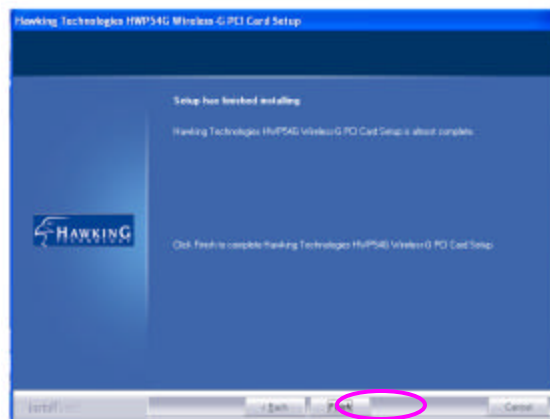 Hawking Technologies HWP54G Wireless-G PCI Card Setup
Setup has finished installing
Hawking Technologies HWP54G Wireless-G PCI Card Setup is almost complete.
HAWKING
TECHNOLOGY
Click Finish to complete Hawking Technologies HWP54G Wireless-G PCI Card Setup
< Back
Finish
Cancel